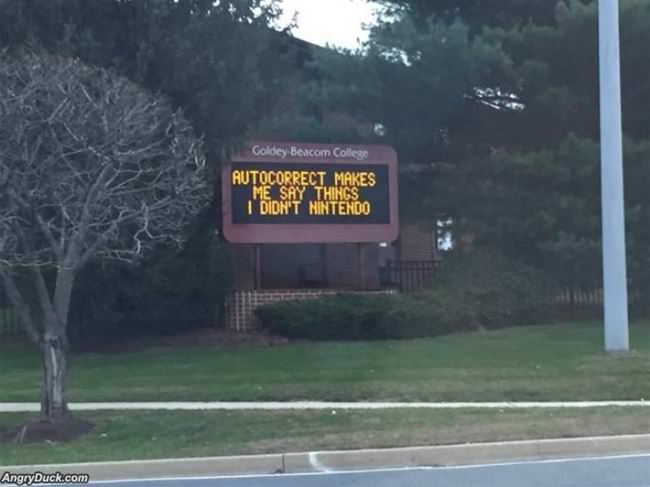 Goldey-Beacom College
AUTOCORRECT MAKES
ME SAY THINGS
I DIDN'T NINTENDO
AngryDuck.com